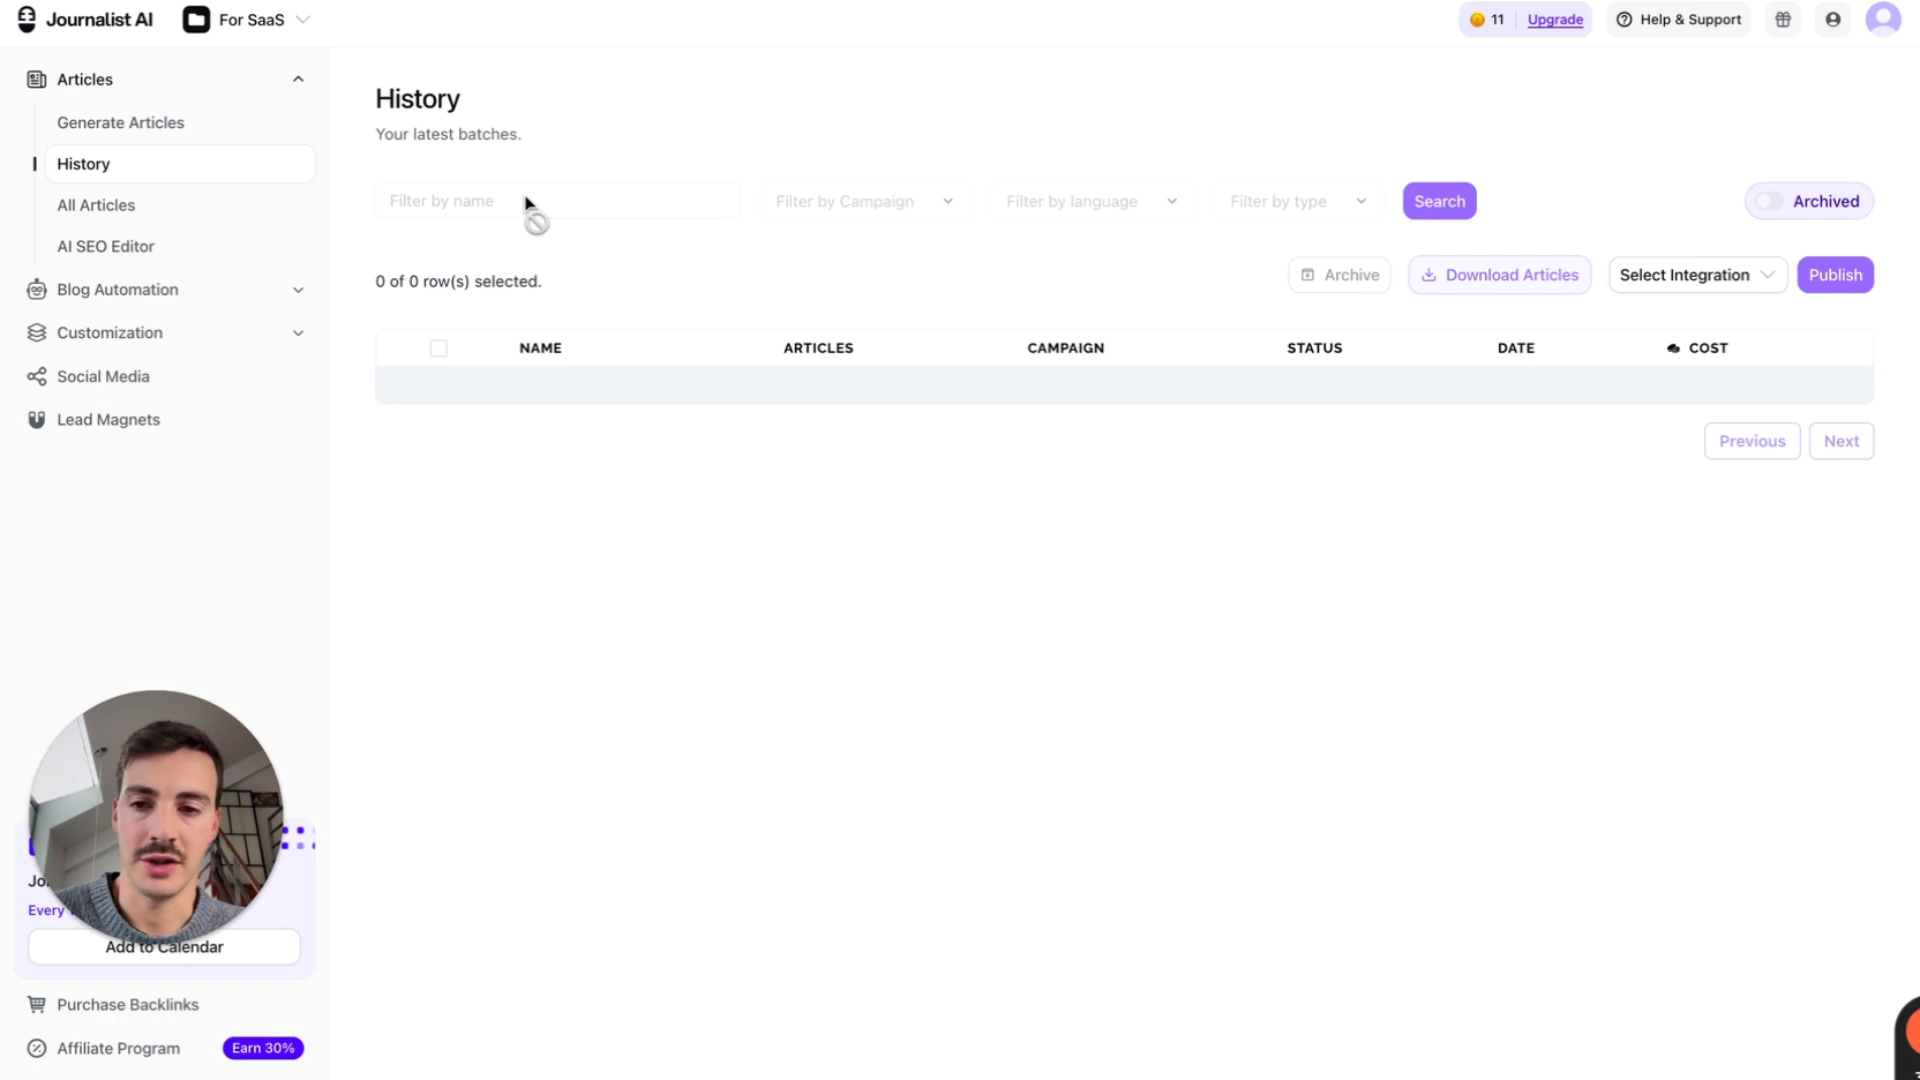 Journalist AI
For SaaS
11
Upgrade
Help & Support
Articles
Generate Articles
History
All Articles
AI SEO Editor
Blog Automation
Customization
Social Media
Lead Magnets
History
Your latest batches.
Filter by name
Filter by Campaign
Filter by language
Filter by type
Search
Archived
0 of 0 row(s) selected.
Archive
Download Articles
Select Integration
Publish
NAME
ARTICLES
CAMPAIGN
STATUS
DATE
COST
Previous
Next
Every
Add to Calendar
Purchase Backlinks
Affiliate Program
Earn 30%